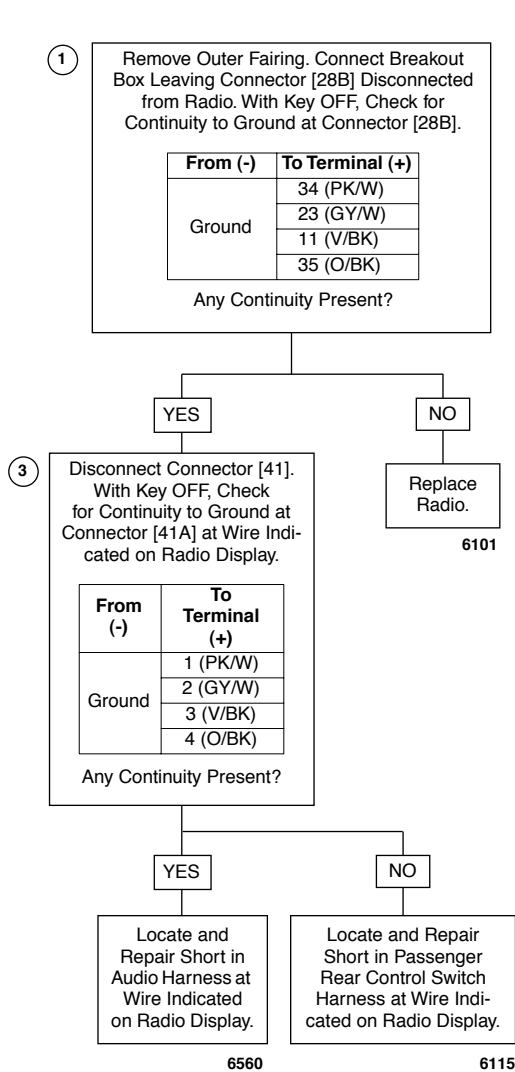 1
Remove Outer Fairing. Connect Breakout
Box Leaving Connector [28B] Disconnected
from Radio. With Key OFF, Check for
Continuity to Ground at Connector [28B].
From (-) To Terminal (+)
Ground
34 (PK/W)
23 (GY/W)
11 (V/BK)
35 (O/BK)
Any Continuity Present?
YES NO
3
Disconnect Connector [41].
With Key OFF, Check
for Continuity to Ground at
Connector [41A] at Wire Indi-
cated on Radio Display.
From
(-)
To
Terminal
(+)
Ground
1 (PK/W)
2 (GY/W)
3 (V/BK)
4 (O/BK)
Any Continuity Present?
Replace
Radio.
6101
YES NO
Locate and
Repair Short in
Audio Harness at
Wire Indicated
on Radio Display.
6560
Locate and Repair
Short in Passenger
Rear Control Switch
Harness at Wire Indi-
cated on Radio Display.
6115